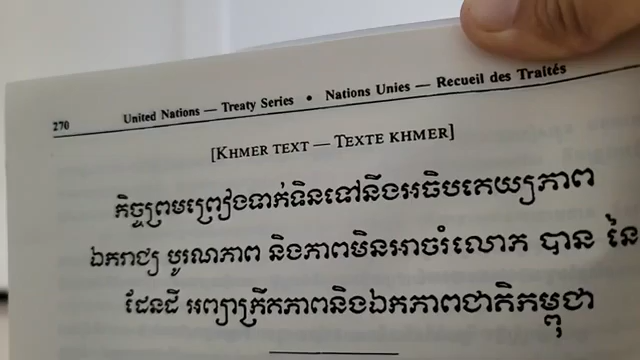 270
United Nations — Treaty Series • Nations Unies — Recueil des Traités
[KHMER TEXT — TEXTE KHMER]
កិច្ចព្រមព្រៀងទាក់ទិនទៅនឹងអធិបតេយ្យភាព
ឯករាជ្យ បូរណភាព និងភាពមិនអាចរំលោភ បាន នៃ
ដែនដី អព្យាក្រឹតភាពនិងឯកភាពជាតិកម្ពុជា